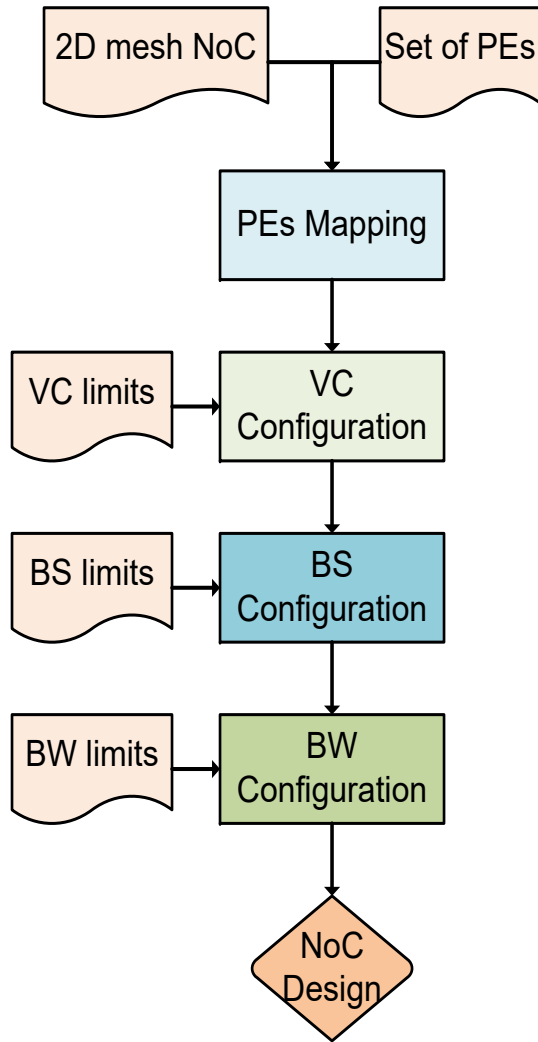 2D mesh NoC
Set of PEs
PEs Mapping
VC limits
VC
Configuration
BS limits
BS
Configuration
BW limits
BW
Configuration
NoC
Design